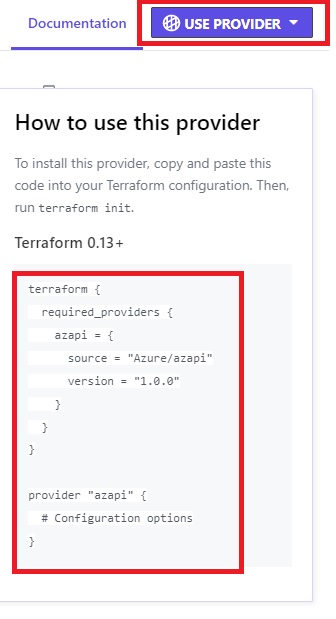 Documentation
USE PROVIDER
How to use this provider
To install this provider, copy and paste this
code into your Terraform configuration. Then,
run terraform init.
Terraform 0.13+
terraform {
  required_providers {
    azapi = {
      source = "Azure/azapi"
      version = "1.0.0"
    }
  }
}
provider "azapi" {
  # Configuration options
}